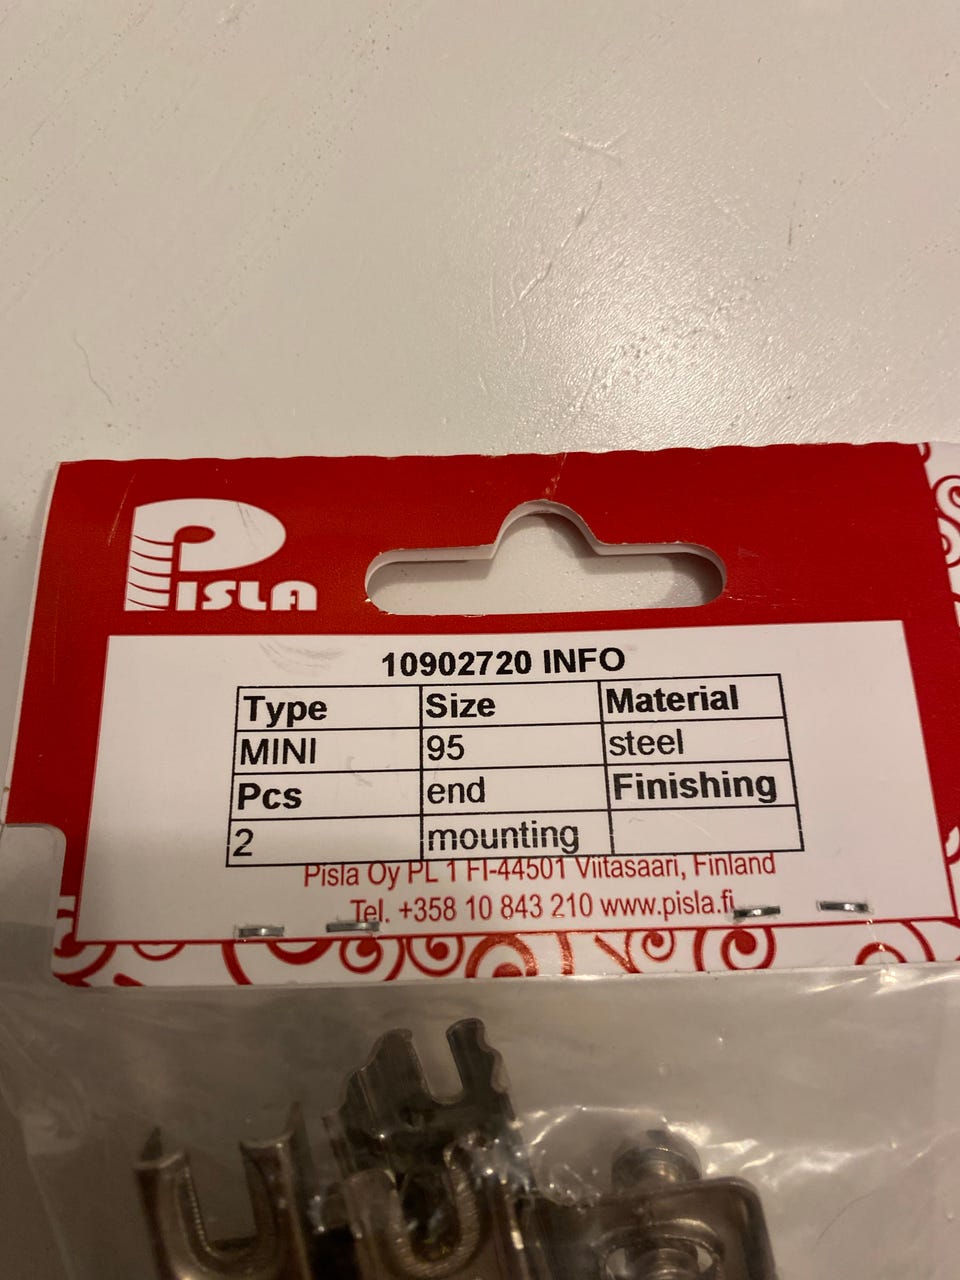 PISLA
10902720 INFO
Type Size Material
MINI 95 steel
Pcs end Finishing
2 mounting
Pisla Oy PL 1 FI-44501 Viitasaari, Finland
Tel. +358 10 843 210 www.pisla.fi